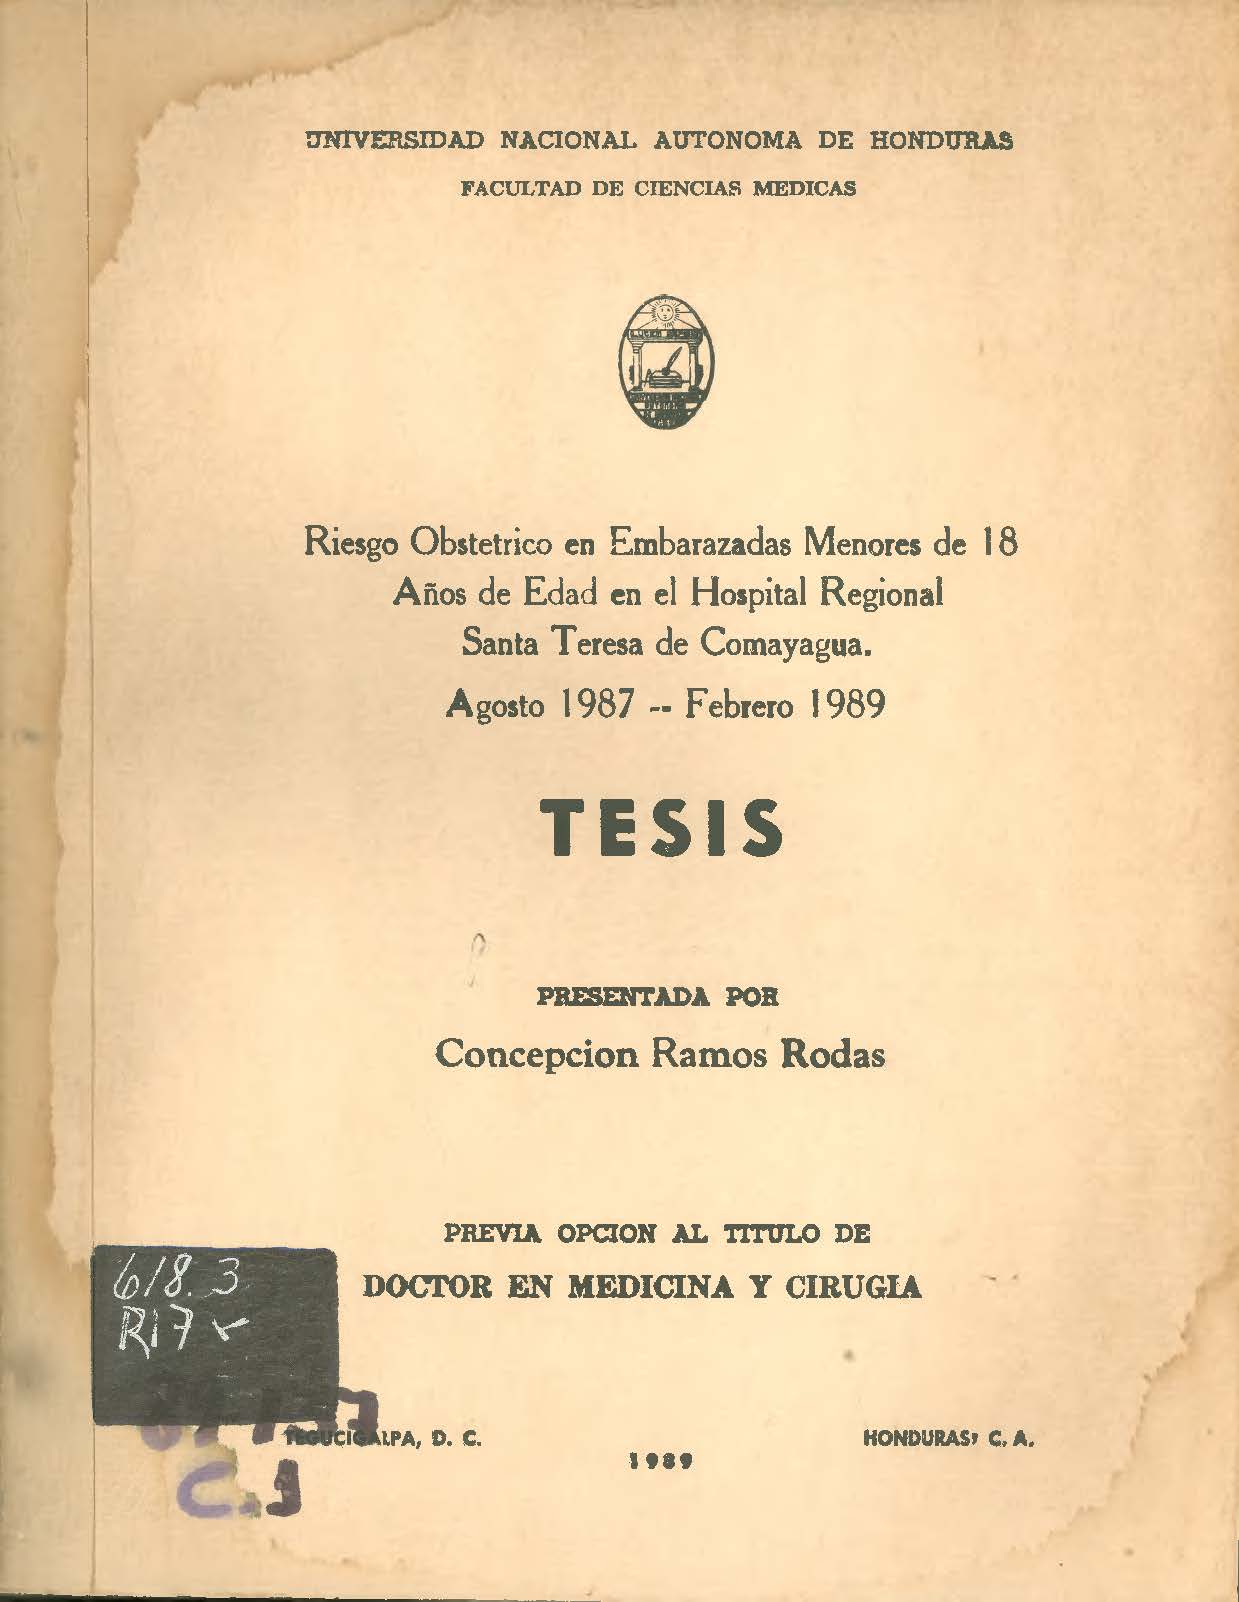 UNIVERSIDAD NACIONAL AUTONOMA DE HONDURAS
FACULTAD DE CIENCIAS MEDICAS
Riesgo Obstetrico en Embarazadas Menores de 18
Años de Edad en el Hospital Regional
Santa Teresa de Comayagua.
Agosto 1987 -- Febrero 1989
TESIS
PRESENTADA POR
Concepcion Ramos Rodas
PREVIA OPCION AL TITULO DE
DOCTOR EN MEDICINA Y CIRUGIA
618.3
R17r
TEGUCIGALPA, D. C.
HONDURAS, C. A.
1989